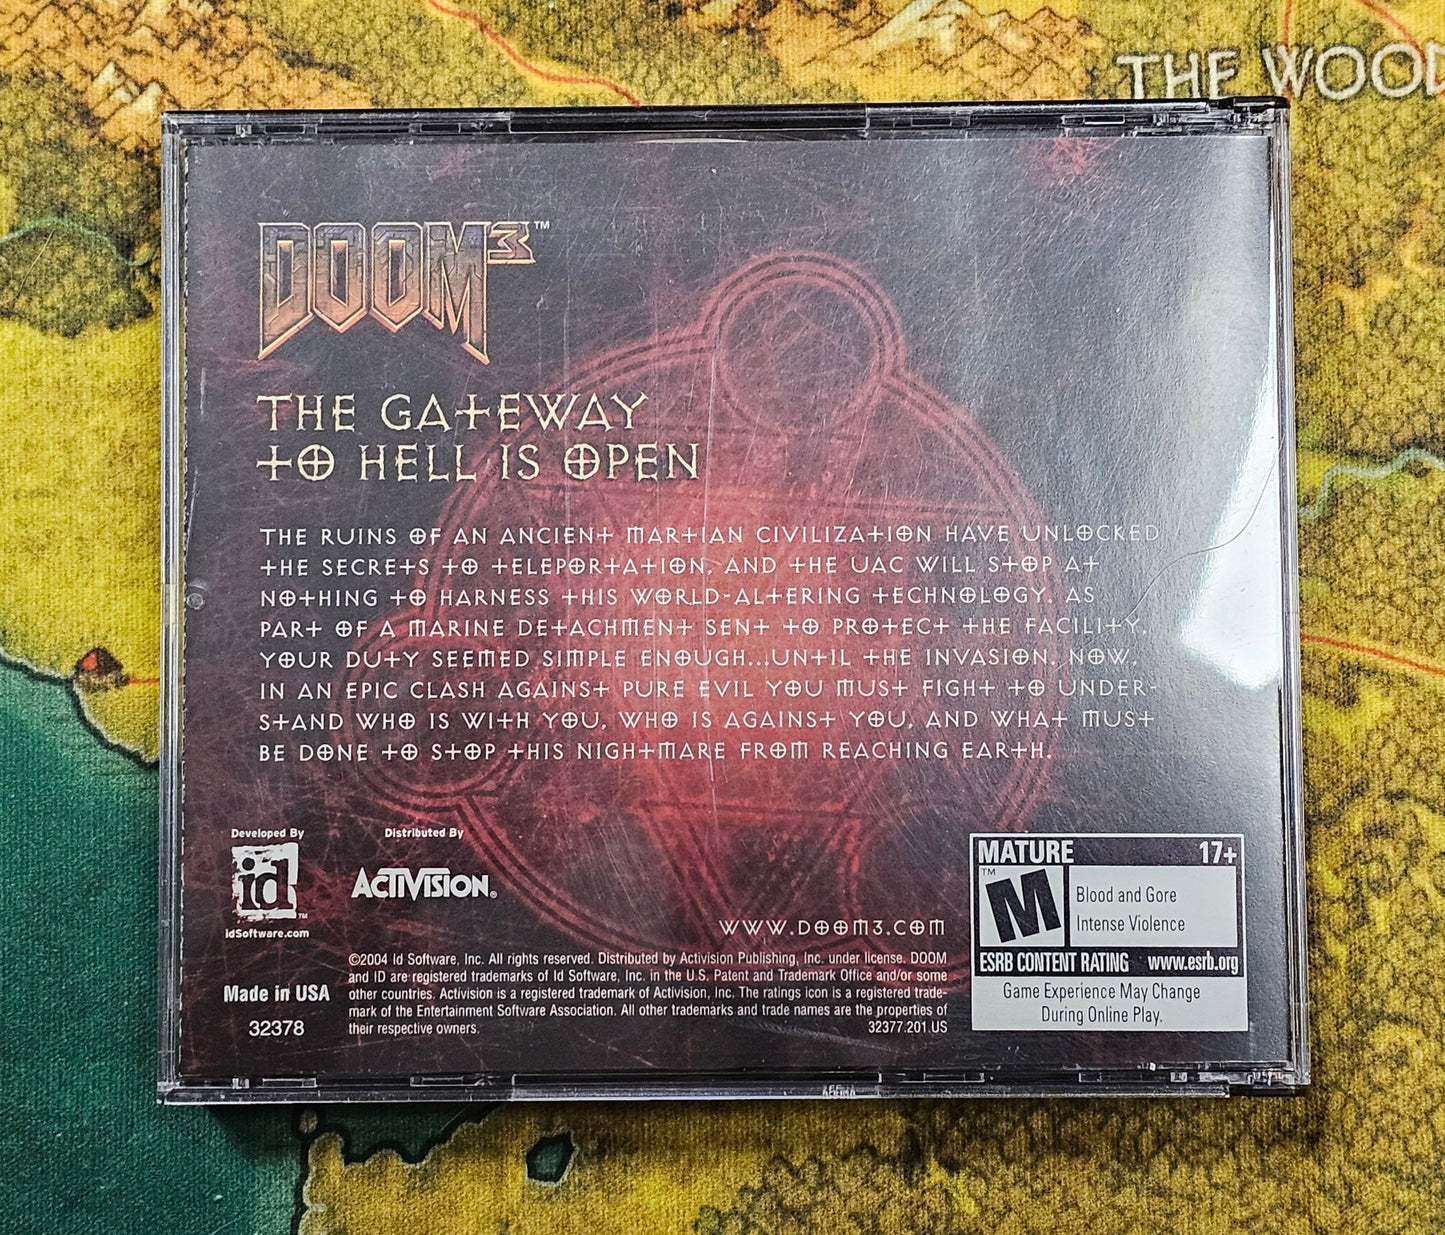 THE WOOD
DOOM3™
THE GATEWAY
TO HELL IS OPEN
THE RUINS OF AN ANCIENT MARTIAN CIVILIZATION HAVE UNLOCKED
THE SECRETS TO TELEPORTATION, AND THE UAC WILL STOP AT
NOTHING TO HARNESS THIS WORLD-ALTERING TECHNOLOGY. AS
PART OF A MARINE DETACHMENT SENT TO PROTECT THE FACILITY,
YOUR DUTY SEEMED SIMPLE ENOUGH...UNTIL THE INVASION. NOW,
IN AN EPIC CLASH AGAINST PURE EVIL YOU MUST FIGHT TO UNDER-
STAND WHO IS WITH YOU, WHO IS AGAINST YOU, AND WHAT MUST
BE DONE TO STOP THIS NIGHTMARE FROM REACHING EARTH.
Developed By
id™
idSoftware.com
Distributed By
ACTIVISION®
WWW.DOOM3.COM
Made in USA
32378
©2004 Id Software, Inc. All rights reserved. Distributed by Activision Publishing, Inc. under license. DOOM
and ID are registered trademarks of Id Software, Inc. in the U.S. Patent and Trademark Office and/or some
other countries. Activision is a registered trademark of Activision, Inc. The ratings icon is a registered trade-
mark of the Entertainment Software Association. All other trademarks and trade names are the properties of
their respective owners.
32377.201.US
MATURE 17+
™
M
Blood and Gore
Intense Violence
ESRB CONTENT RATING www.esrb.org
Game Experience May Change
During Online Play.